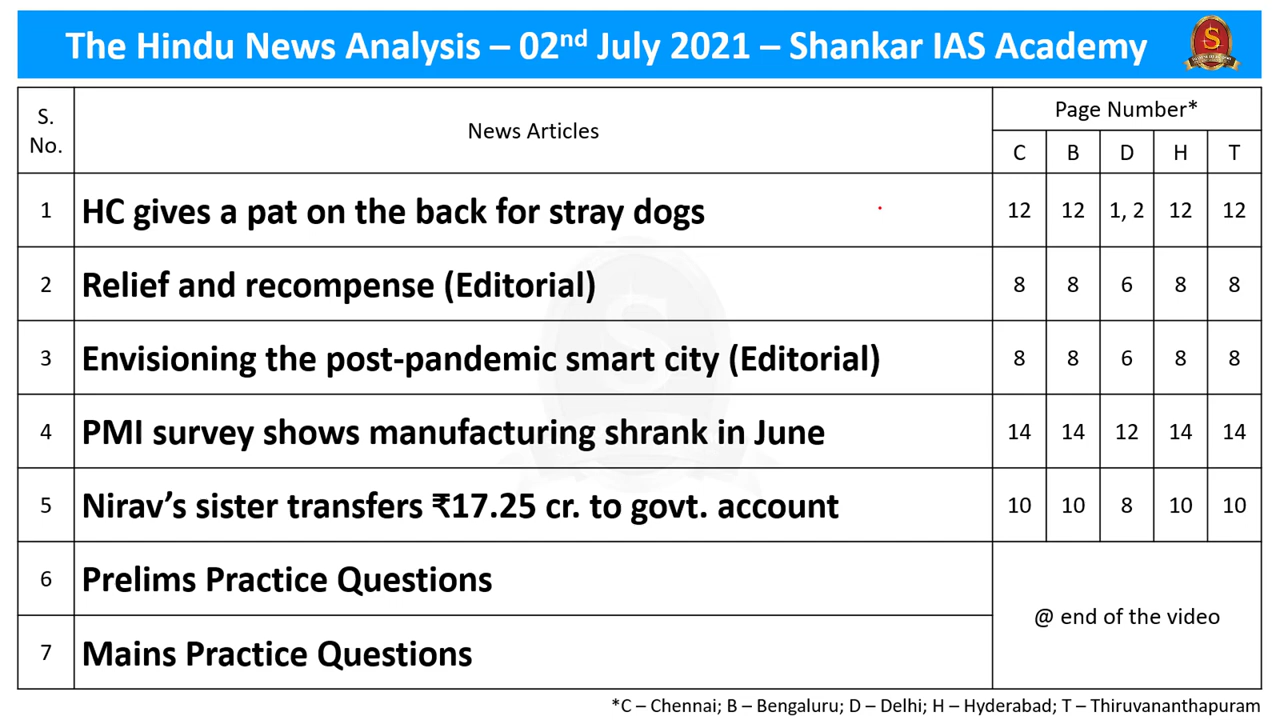 The Hindu News Analysis – 02nd July 2021 – Shankar IAS Academy
S. No. News Articles Page Number*
C B D H T
1 HC gives a pat on the back for stray dogs 12 12 1, 2 12 12
2 Relief and recompense (Editorial) 8 8 6 8 8
3 Envisioning the post-pandemic smart city (Editorial) 8 8 6 8 8
4 PMI survey shows manufacturing shrank in June 14 14 12 14 14
5 Nirav’s sister transfers ₹17.25 cr. to govt. account 10 10 8 10 10
6 Prelims Practice Questions
@ end of the video
7 Mains Practice Questions
*C – Chennai; B – Bengaluru; D – Delhi; H – Hyderabad; T – Thiruvananthapuram